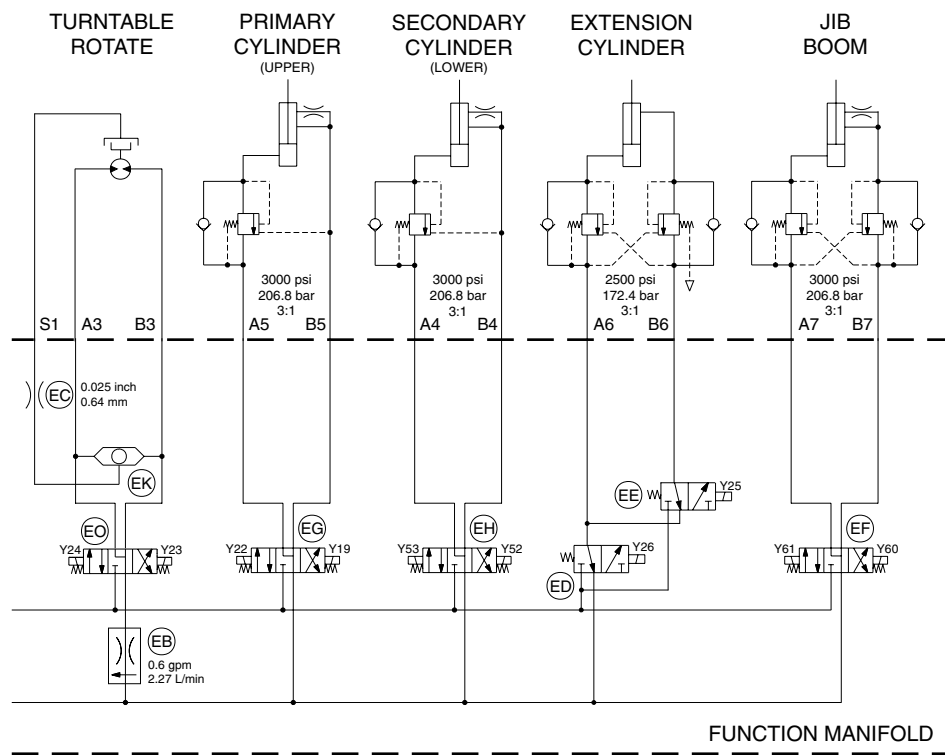 TURNTABLE
ROTATE
PRIMARY
CYLINDER
(UPPER)
SECONDARY
CYLINDER
(LOWER)
EXTENSION
CYLINDER
JIB
BOOM
3000 psi
206.8 bar
3:1
3000 psi
206.8 bar
3:1
2500 psi
172.4 bar
3:1
3000 psi
206.8 bar
3:1
S1 A3 B3 A5 B5 A4 B4 A6 B6 A7 B7
EC
0.025 inch
0.64 mm
EK
EE
Y25
EO
Y24
Y23
EG
Y22
Y19
EH
Y53
Y52
Y26
ED
EF
Y61
Y60
EB
0.6 gpm
2.27 L/min
FUNCTION MANIFOLD